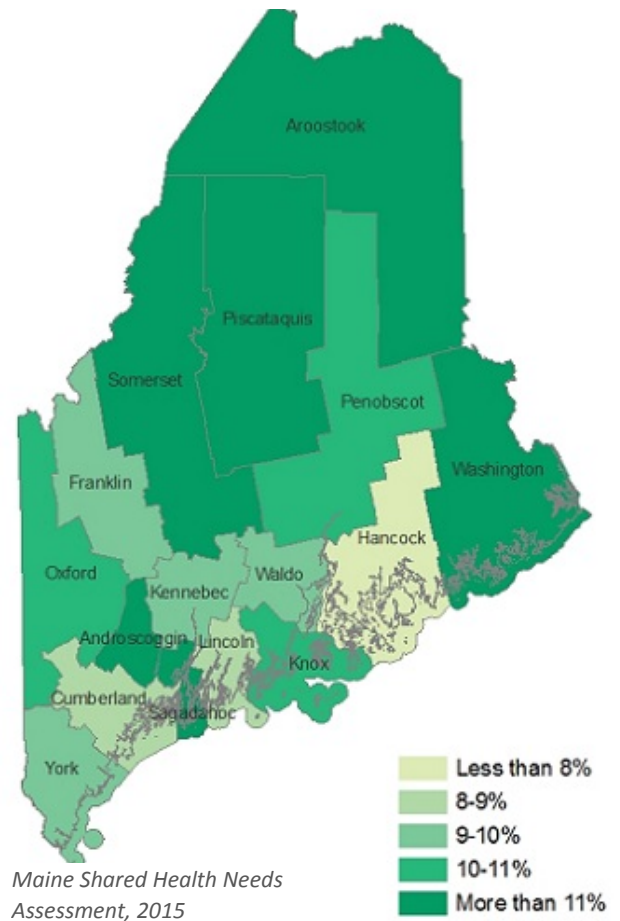 Aroostook
Piscataquis
Somerset
Penobscot
Washington
Franklin
Hancock
Oxford
Kennebec
Waldo
Androscoggin
Lincoln
Knox
Cumberland
Sagadahoc
York
Less than 8%
8-9%
9-10%
10-11%
More than 11%
Maine Shared Health Needs
Assessment, 2015